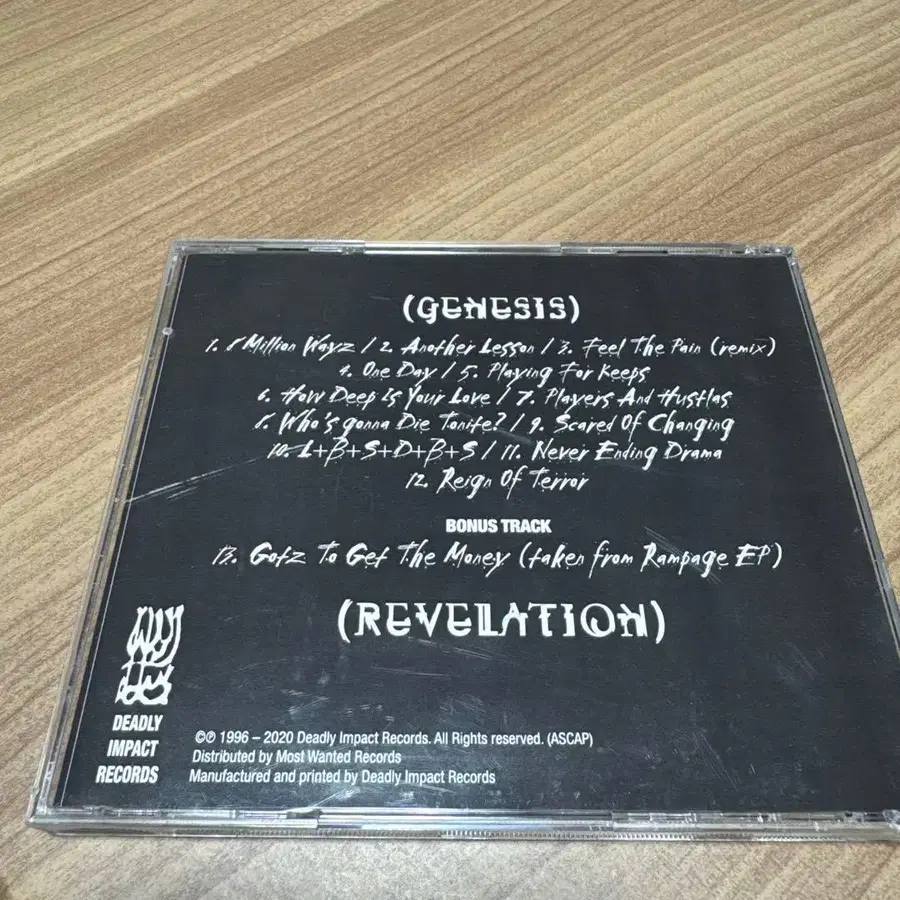 (GENESIS)
1. 8 Million Wayz / 2. Another Lesson / 3. Feel The Pain (remix)
4. One Day / 5. Playing For Keeps
6. How Deep Is Your Love / 7. Players And Hustlas
8. Who's gonna Die Tonite? / 9. Scared Of Changing
10. L+B+S+D+B+S / 11. Never Ending Drama
12. Reign Of Terror
BONUS TRACK
13. Gotz To Get The Money (taken from Rampage EP)
(REVELATION)
DEADLY
IMPACT
RECORDS
©℗ 1996 – 2020 Deadly Impact Records. All Rights reserved. (ASCAP)
Distributed by Most Wanted Records
Manufactured and printed by Deadly Impact Records